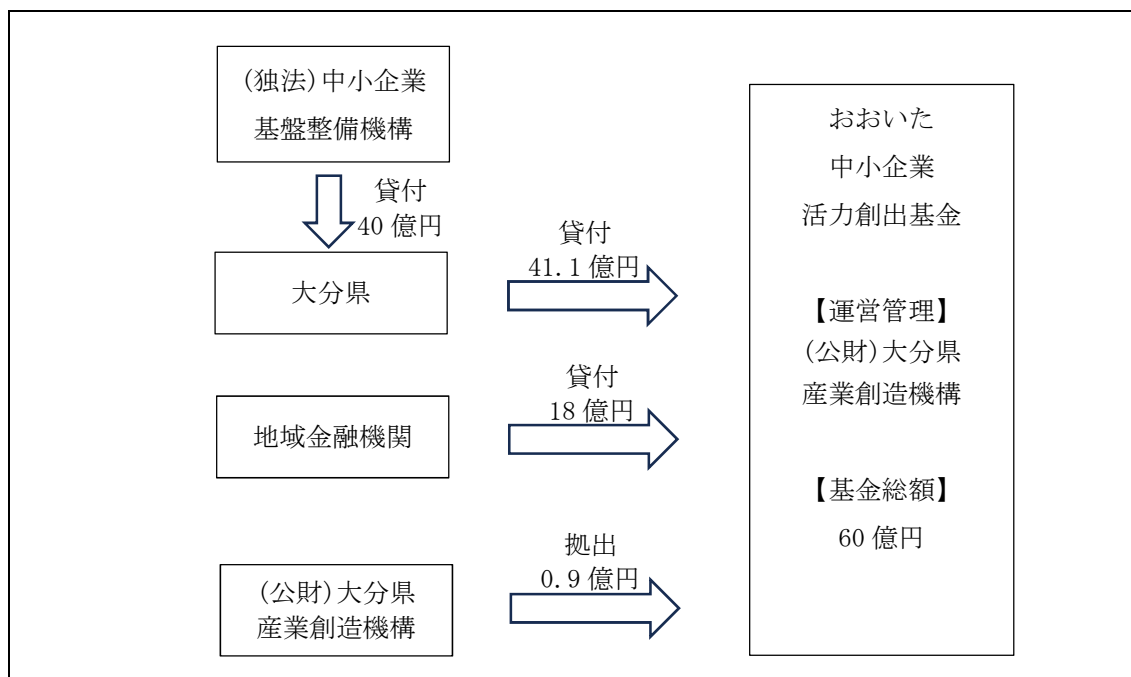 (独法)中小企業
基盤整備機構
貸付
40億円
大分県
貸付
41.1億円
地域金融機関
貸付
18億円
(公財)大分県
産業創造機構
拠出
0.9億円
おおいた
中小企業
活力創出基金
【運営管理】
(公財)大分県
産業創造機構
【基金総額】
60億円